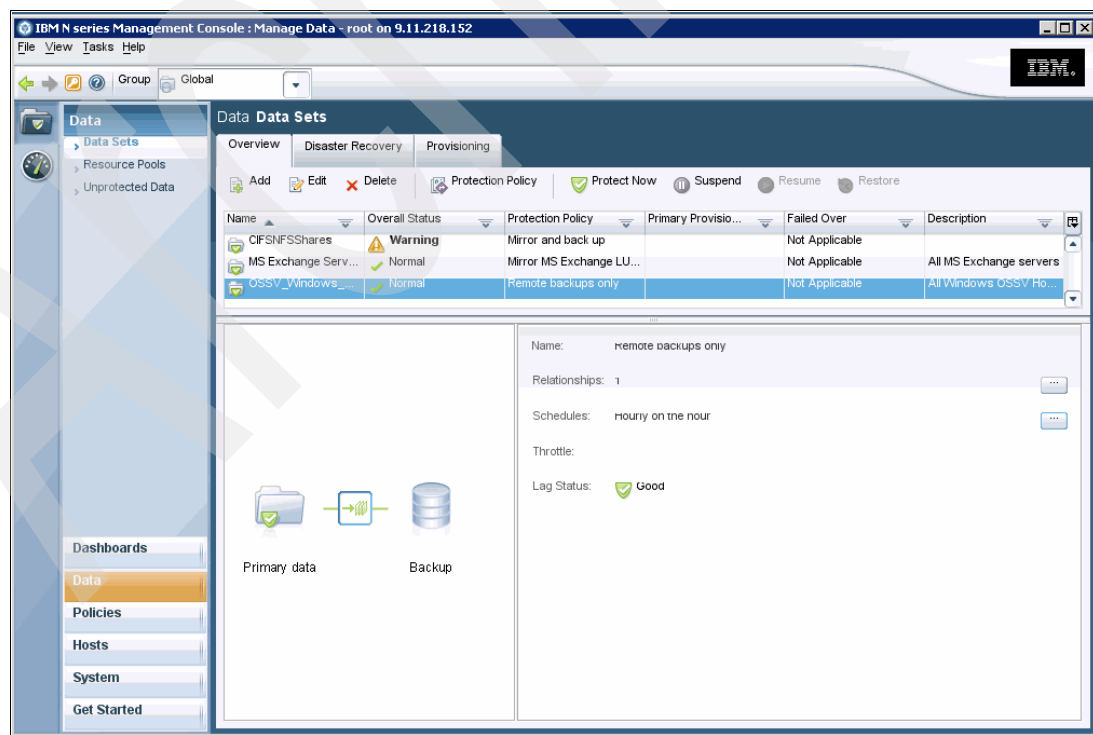 IBM N series Management Console : Manage Data - root on 9.11.218.152
File View Tasks Help
Group Global
IBM.
Data
Data Sets
Resource Pools
Unprotected Data
Data Data Sets
Overview Disaster Recovery Provisioning
Add Edit Delete Protection Policy Protect Now Suspend Resume Restore
Name Overall Status Protection Policy Primary Provisio... Failed Over Description
CIFSNFSShares Warning Mirror and back up Not Applicable
MS Exchange Serv... Normal Mirror MS Exchange LU... Not Applicable All MS Exchange servers
OSSV_Windows_... Normal Remote backups only Not Applicable All Windows OSSV Ho...
Name: Remote backups only
Relationships: 1 ...
Schedules: Hourly on the hour ...
Throttle:
Lag Status: Good
Primary data Backup
Dashboards
Data
Policies
Hosts
System
Get Started